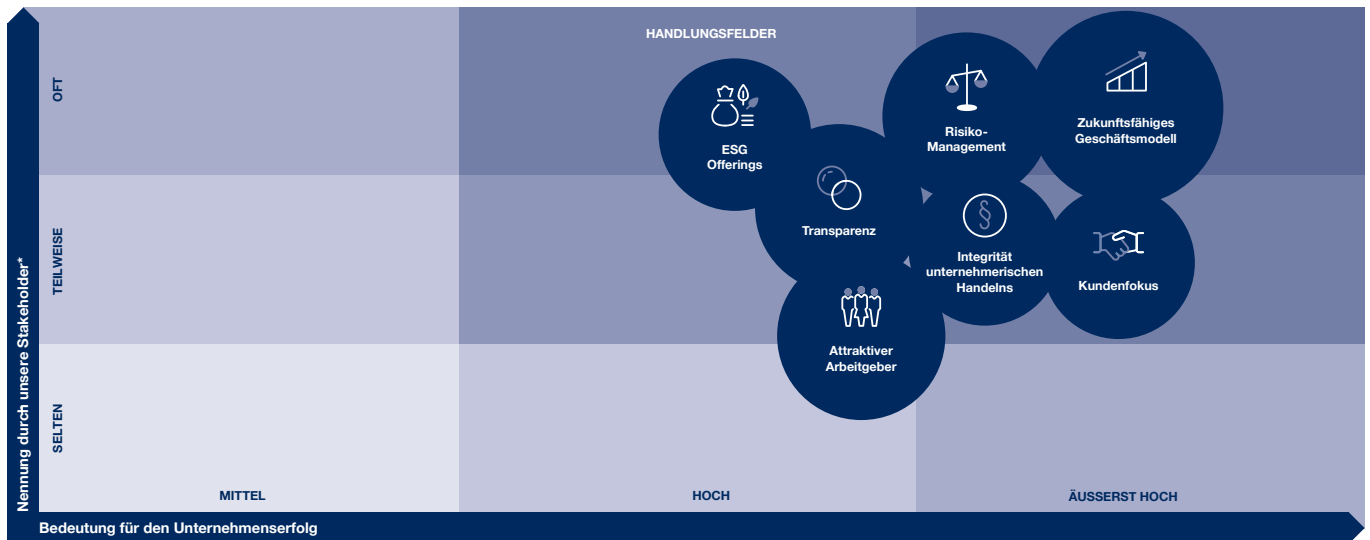 HANDLUNGSFELDER
OFT
TEILWEISE
SELTEN
Nennung durch unsere Stakeholder*
ESG
Offerings
Transparenz
Attraktiver
Arbeitgeber
Risiko-
Management
Zukunftsfähiges
Geschäftsmodell
§
Integrität
unternehmerischen
Handelns
Kundenfokus
MITTEL
HOCH
ÄUSSERST HOCH
Bedeutung für den Unternehmenserfolg